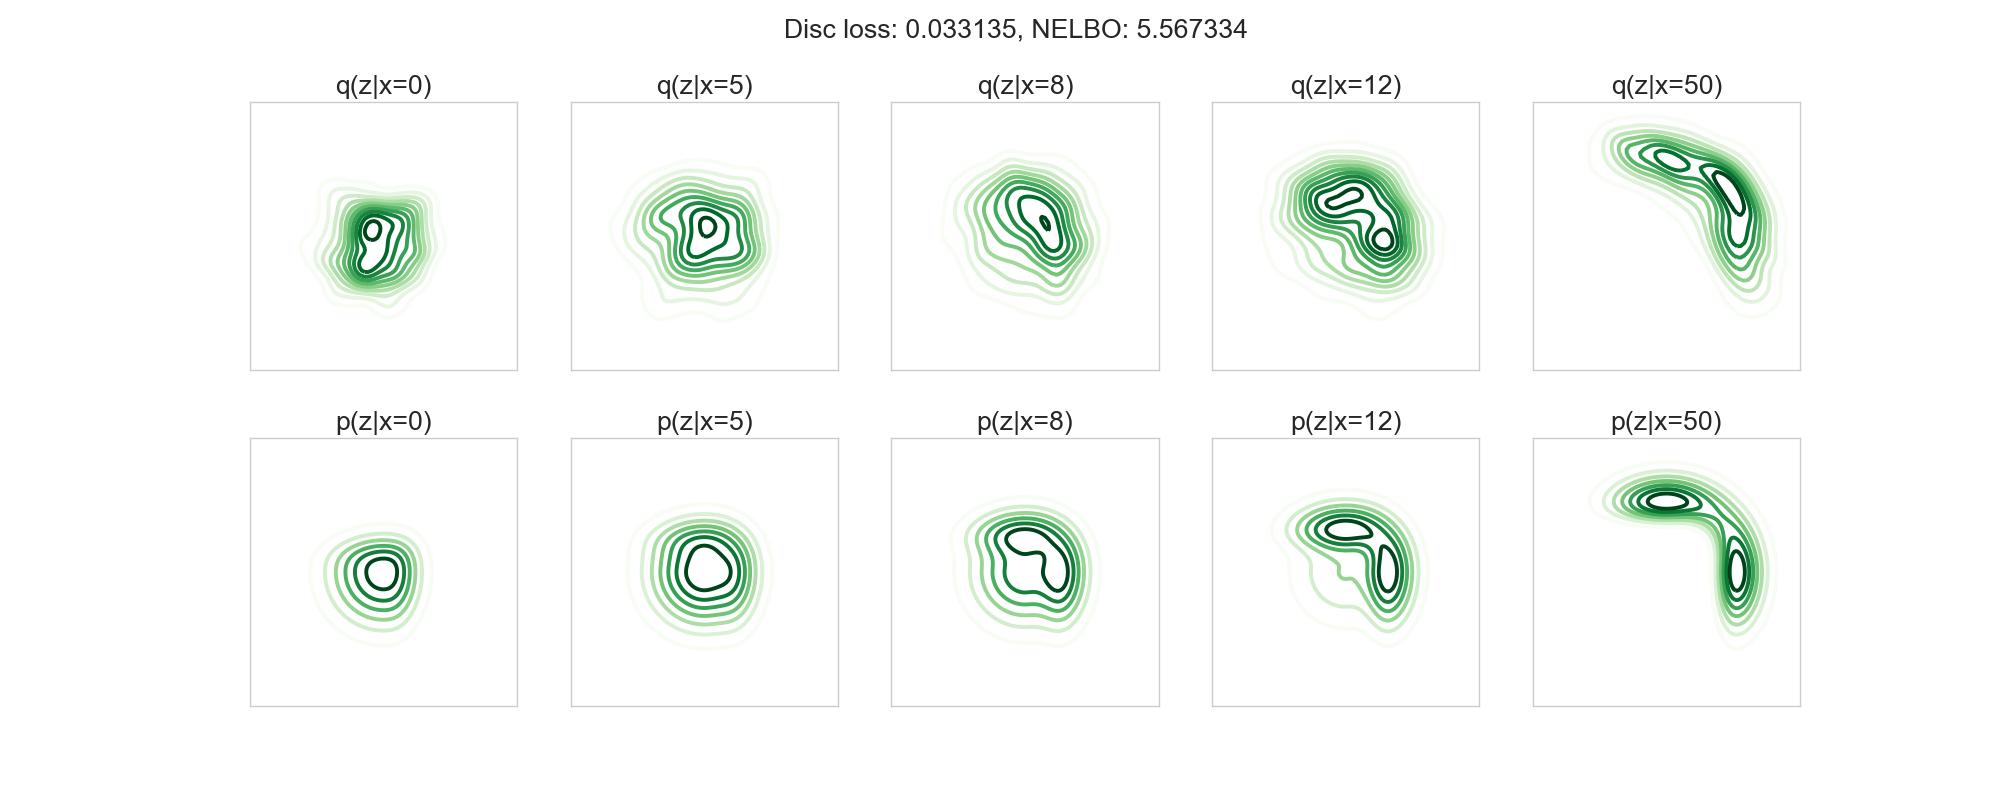 Disc loss: 0.033135, NELBO: 5.567334
q(z|x=0) q(z|x=5) q(z|x=8) q(z|x=12) q(z|x=50)
p(z|x=0) p(z|x=5) p(z|x=8) p(z|x=12) p(z|x=50)